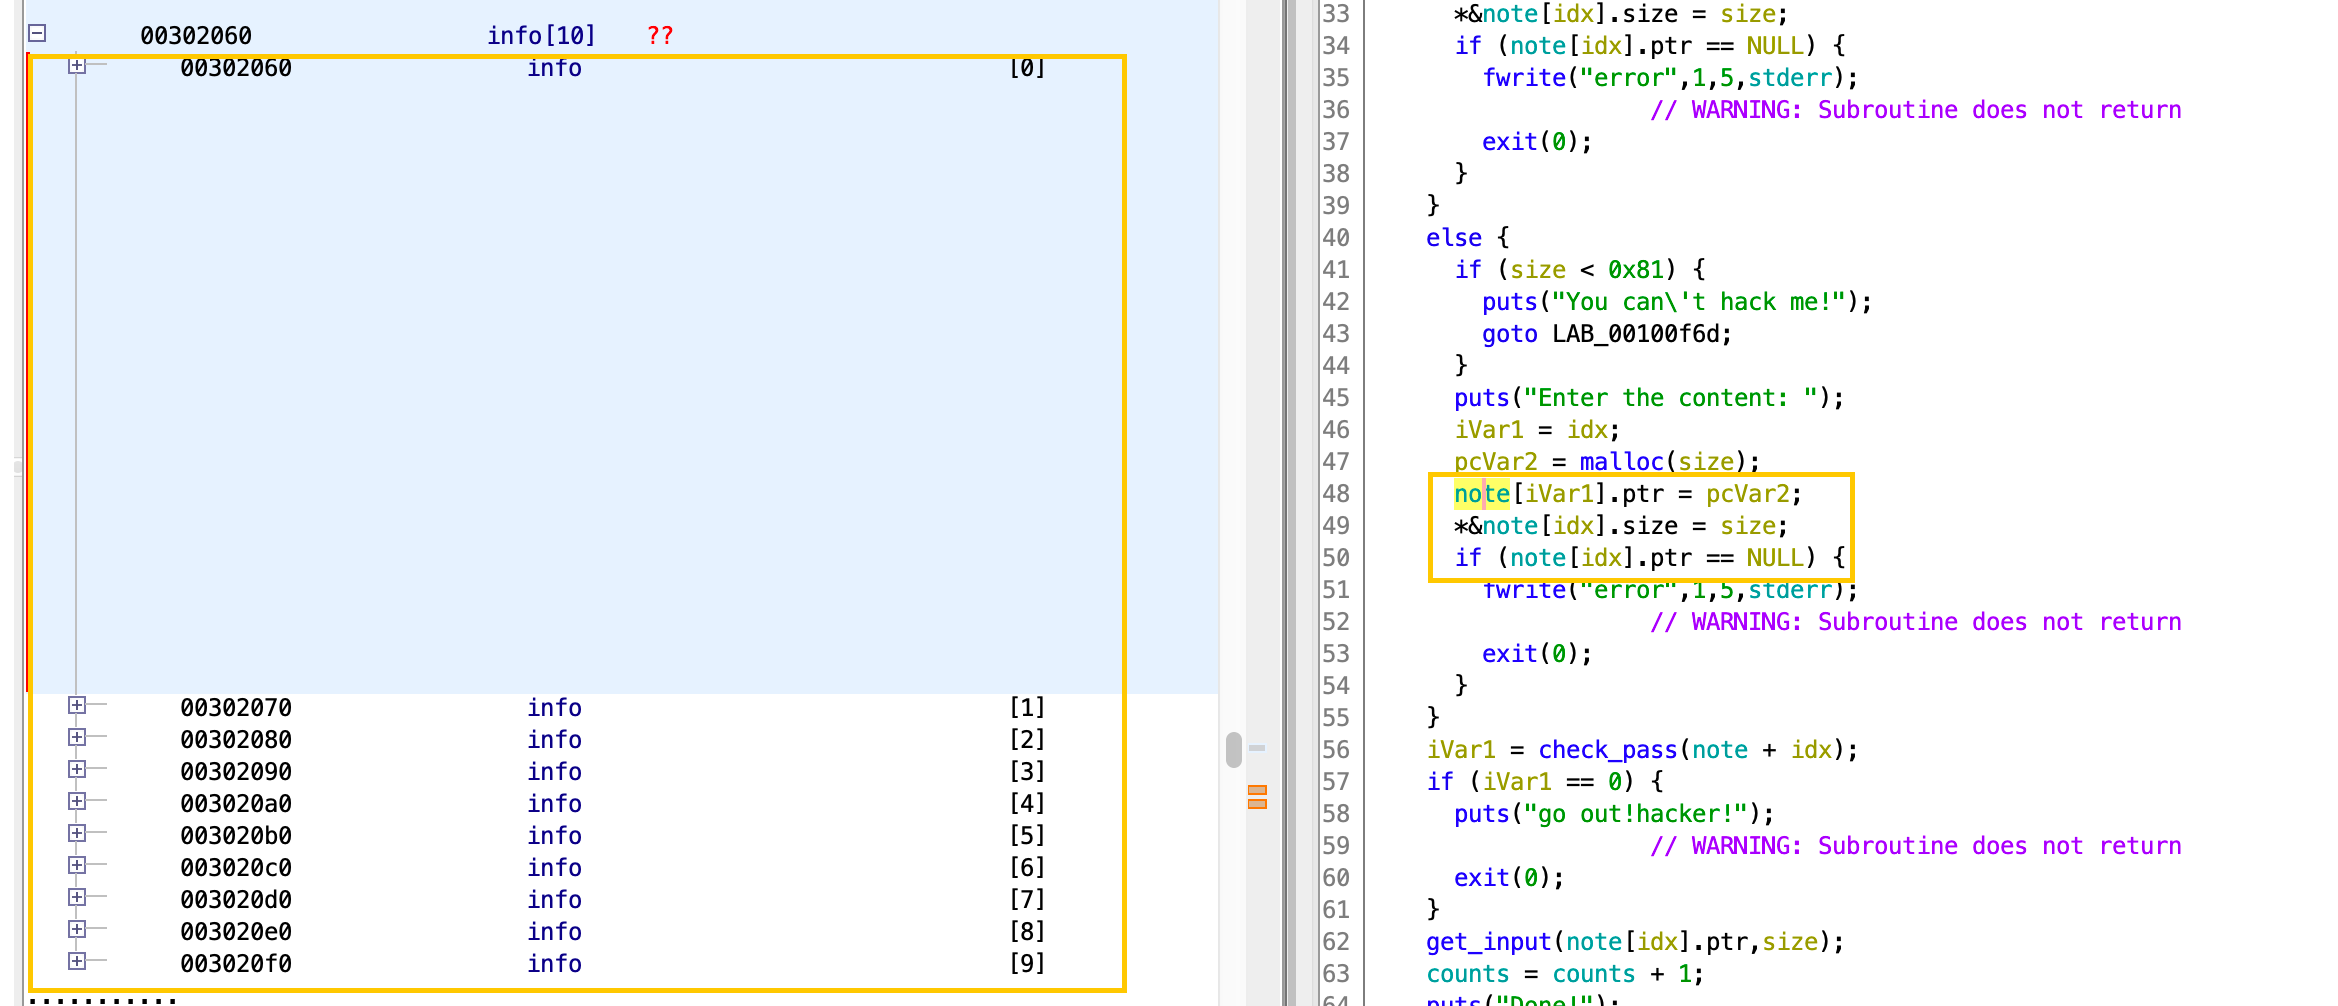 00302060 info[10] ??
00302060 info [0]
00302070 info [1]
00302080 info [2]
00302090 info [3]
003020a0 info [4]
003020b0 info [5]
003020c0 info [6]
003020d0 info [7]
003020e0 info [8]
003020f0 info [9]
33 *&note[idx].size = size;
34 if (note[idx].ptr == NULL) {
35 fwrite("error",1,5,stderr);
36 // WARNING: Subroutine does not return
37 exit(0);
38 }
39 }
40 else {
41 if (size < 0x81) {
42 puts("You can\'t hack me!");
43 goto LAB_00100f6d;
44 }
45 puts("Enter the content: ");
46 iVar1 = idx;
47 pcVar2 = malloc(size);
48 note[iVar1].ptr = pcVar2;
49 *&note[idx].size = size;
50 if (note[idx].ptr == NULL) {
51 fwrite("error",1,5,stderr);
52 // WARNING: Subroutine does not return
53 exit(0);
54 }
55 }
56 iVar1 = check_pass(note + idx);
57 if (iVar1 == 0) {
58 puts("go out!hacker!");
59 // WARNING: Subroutine does not return
60 exit(0);
61 }
62 get_input(note[idx].ptr,size);
63 counts = counts + 1;
64 puts("Done!");